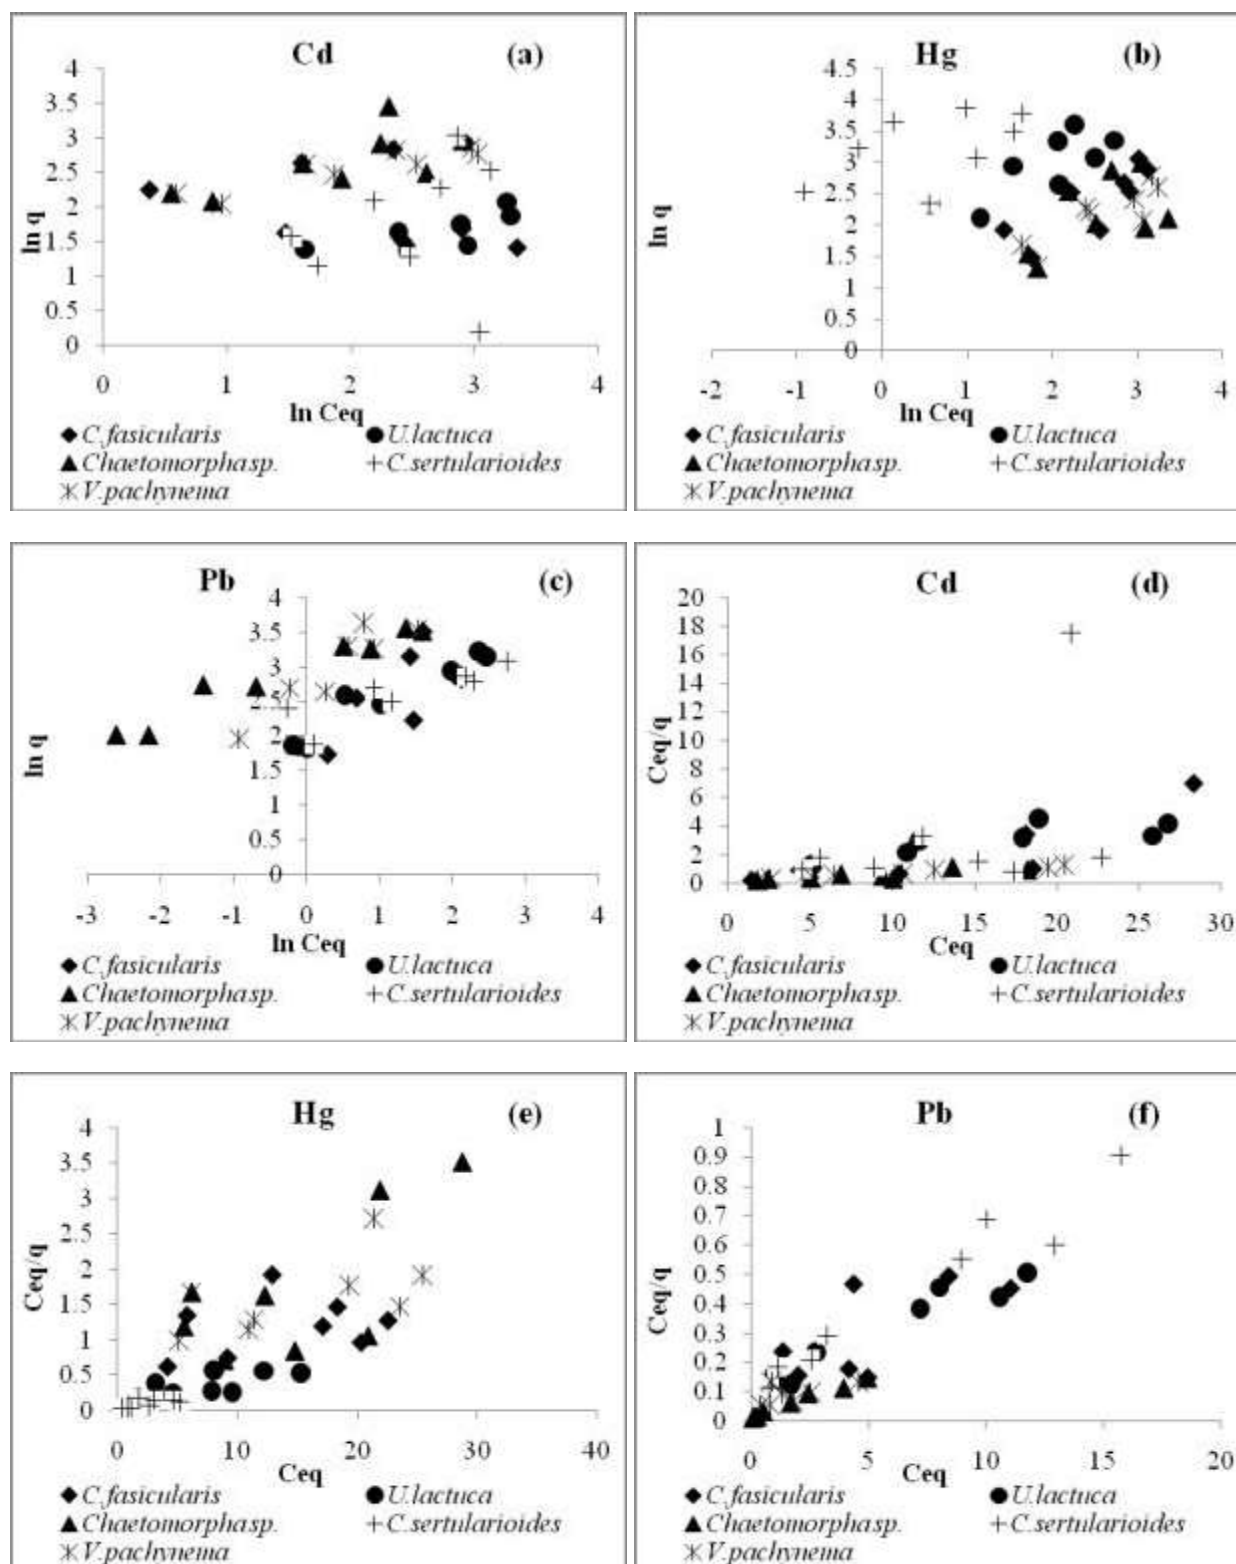 Cd (a)
4
3.5
3
2.5
2
1.5
1
0.5
0
ln q
0 1 2 3 4
ln Ceq
C.fasicularis U.lactuca
Chaetomorpha sp. C.sertularioides
V.pachynema
Hg (b)
4.5
4
3.5
3
2.5
2
1.5
1
0.5
0
ln q
-2 -1 0 1 2 3 4
ln Ceq
C.fasicularis U.lactuca
Chaetomorpha sp. C.sertularioides
V.pachynema
Pb (c)
4
3.5
3
2.5
2
1.5
1
0.5
0
ln q
-3 -2 -1 0 1 2 3 4
ln Ceq
C.fasicularis U.lactuca
Chaetomorpha sp. C.sertularioides
V.pachynema
Cd (d)
20
18
16
14
12
10
8
6
4
2
0
Ceq/q
0 5 10 15 20 25 30
Ceq
C.fasicularis U.lactuca
Chaetomorpha sp. C.sertularioides
V.pachynema
Hg (e)
4
3.5
3
2.5
2
1.5
1
0.5
0
Ceq/q
0 10 20 30 40
Ceq
C.fasicularis U.lactuca
Chaetomorpha sp. C.sertularioides
V.pachynema
Pb (f)
1
0.9
0.8
0.7
0.6
0.5
0.4
0.3
0.2
0.1
0
Ceq/q
0 5 10 15 20
Ceq
C.fasicularis U.lactuca
Chaetomorpha sp. C.sertularioides
V.pachynema